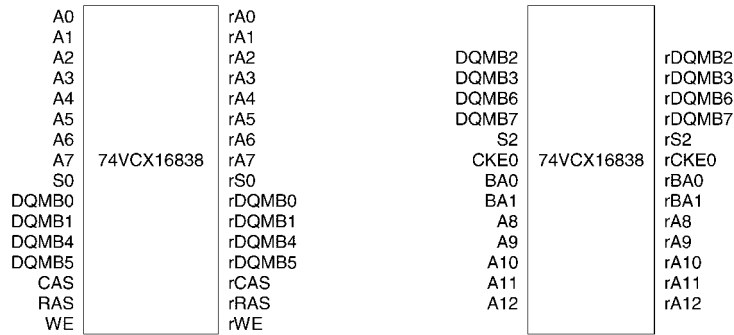 A0 rA0
A1 rA1
A2 rA2
A3 rA3
A4 rA4
A5 rA5
A6 rA6
A7 74VCX16838 rA7
S0 rS0
DQMB0 rDQMB0
DQMB1 rDQMB1
DQMB4 rDQMB4
DQMB5 rDQMB5
CAS rCAS
RAS rRAS
WE rWE
DQMB2 rDQMB2
DQMB3 rDQMB3
DQMB6 rDQMB6
DQMB7 rDQMB7
S2 rS2
CKE0 74VCX16838 rCKE0
BA0 rBA0
BA1 rBA1
A8 rA8
A9 rA9
A10 rA10
A11 rA11
A12 rA12